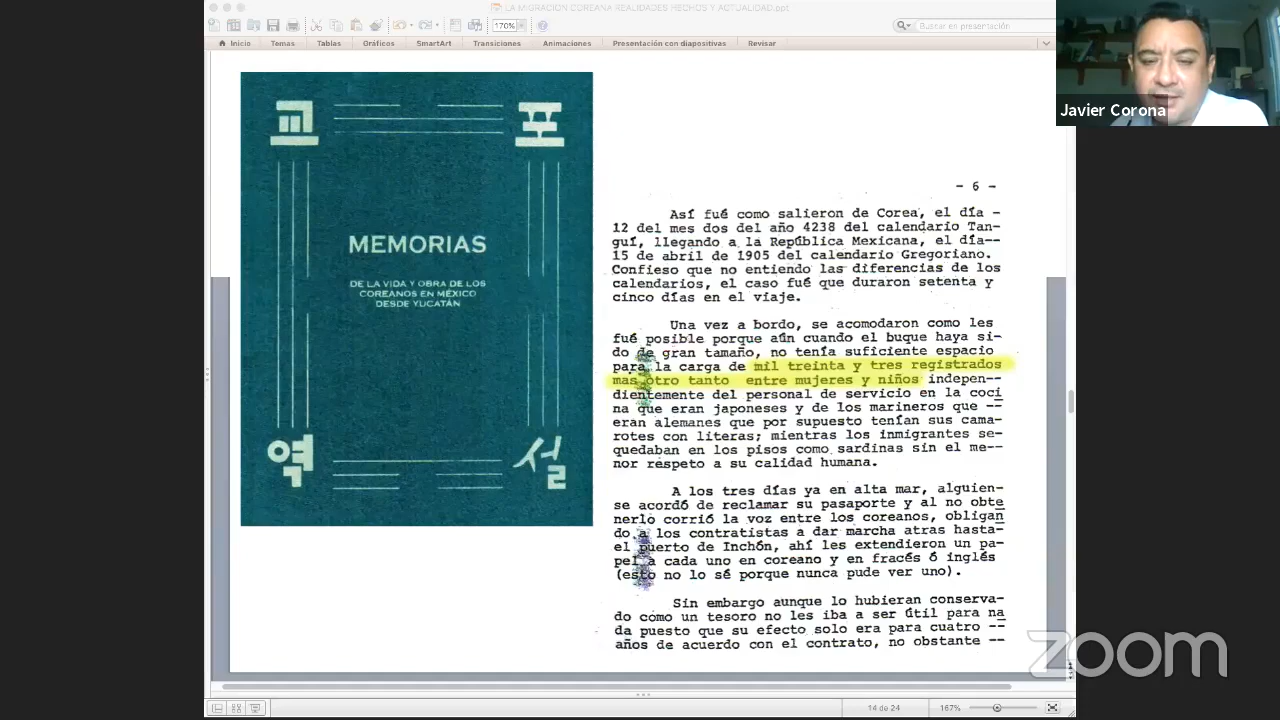 LA MIGRACION COREANA REALIDADES HECHOS Y ACTUALIDAD.ppt
170%
Buscar en presentación
Inicio Temas Tablas Gráficos SmartArt Transiciones Animaciones Presentación con diapositivas Revisar
Javier Corona
교 포
MEMORIAS
DE LA VIDA Y OBRA DE LOS
COREANOS EN MÉXICO
DESDE YUCATÁN
역 설
- 6 -
Así fué como salieron de Corea, el día -
12 del mes dos del año 4238 del calendario Tan-
guí, llegando a la República Mexicana, el día--
15 de abril de 1905 del calendario Gregoriano.
Confieso que no entiendo las diferencias de los
calendarios, el caso fué que duraron setenta y
cinco días en el viaje.
Una vez a bordo, se acomodaron como les
fué posible porque aún cuando el buque haya si-
do de gran tamaño, no tenía suficiente espacio
para la carga de mil treinta y tres registrados
mas otro tanto entre mujeres y niños indepen--
dientemente del personal de servicio en la coci
na que eran japoneses y de los marineros que --
eran alemanes que por supuesto tenían sus cama-
rotes con literas; mientras los inmigrantes se-
quedaban en los pisos como sardinas sin el me--
nor respeto a su calidad humana.
A los tres días ya en alta mar, alguien-
se acordó de reclamar su pasaporte y al no obte
nerlo corrió la voz entre los coreanos, obligan
do a los contratistas a dar marcha atras hasta-
el puerto de Inchón, ahí les extendieron un pa-
pel a cada uno en coreano y en fracés ó inglés
(esto no lo sé porque nunca pude ver uno).
Sin embargo aunque lo hubieran conserva-
do como un tesoro no les iba a ser útil para na
da puesto que su efecto solo era para cuatro --
años de acuerdo con el contrato, no obstante --
zoom
14 de 24
167%